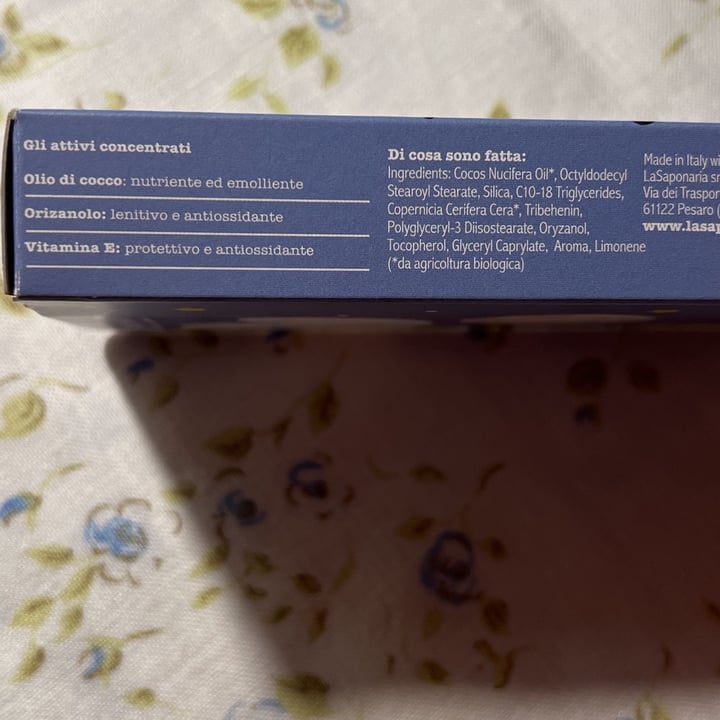 Gli attivi concentrati
Olio di cocco: nutriente ed emolliente
Orizanolo: lenitivo e antiossidante
Vitamina E: protettivo e antiossidante
Di cosa sono fatta:
Ingredients: Cocos Nucifera Oil*, Octyldodecyl
Stearoyl Stearate, Silica, C10-18 Triglycerides,
Copernicia Cerifera Cera*, Tribehenin,
Polyglyceryl-3 Diisostearate, Oryzanol,
Tocopherol, Glyceryl Caprylate, Aroma, Limonene
(*da agricoltura biologica)
Made in Italy
LaSaponaria
Via dei
61122 Pesaro (